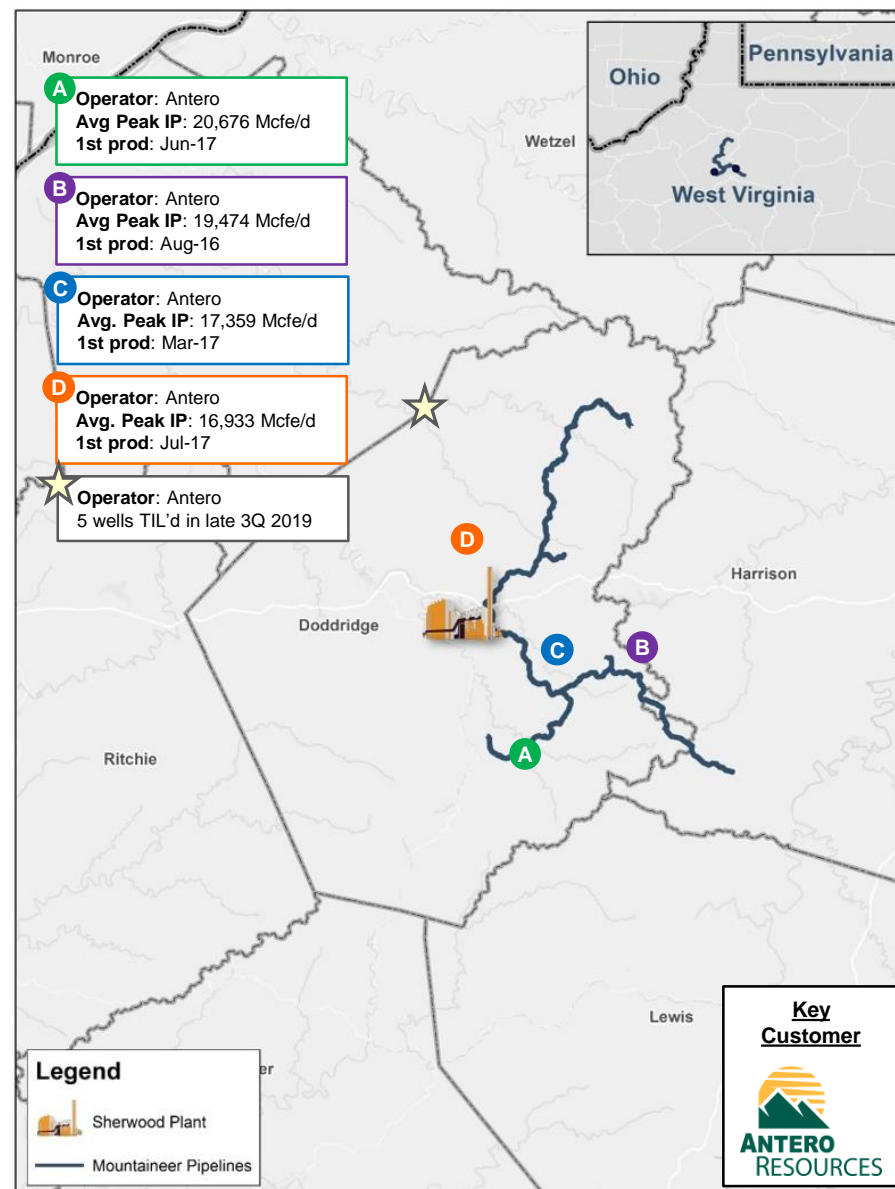 Monroe
A
Operator: Antero
Avg Peak IP: 20,676 Mcfe/d
1st prod: Jun-17
B
Operator: Antero
Avg Peak IP: 19,474 Mcfe/d
1st prod: Aug-16
C
Operator: Antero
Avg. Peak IP: 17,359 Mcfe/d
1st prod: Mar-17
D
Operator: Antero
Avg. Peak IP: 16,933 Mcfe/d
1st prod: Jul-17
Operator: Antero
5 wells TIL'd in late 3Q 2019
Wetzel
Ohio
Pennsylvania
West Virginia
D
Harrison
Doddridge
C
B
A
Ritchie
Lewis
Legend
er
Sherwood Plant
Mountaineer Pipelines
Key
Customer
ANTERO
RESOURCES